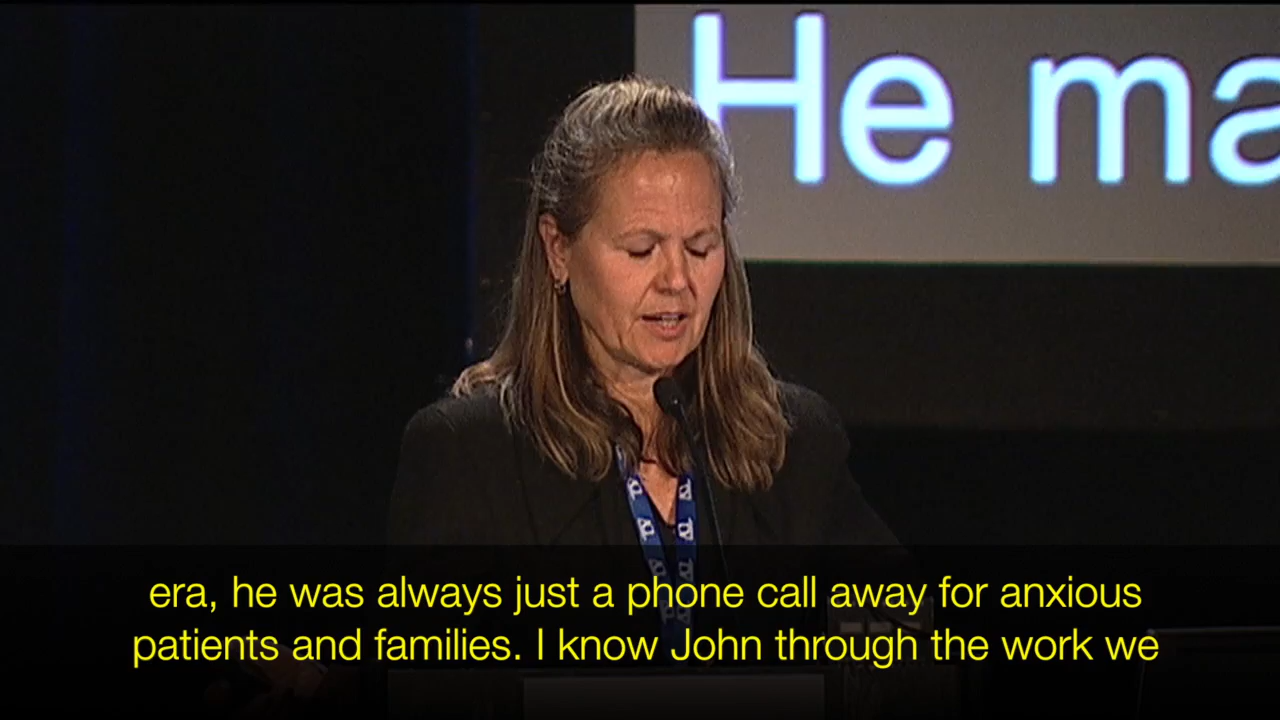 He ma
era, he was always just a phone call away for anxious
patients and families. I know John through the work we